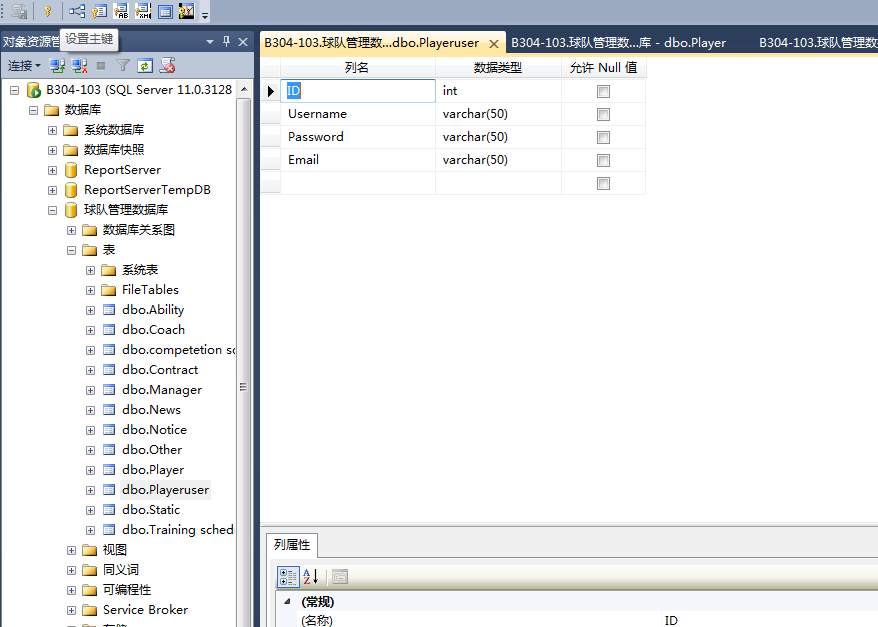 设置主键
对象资源管
B304-103.球队管理数...dbo.Playeruser
B304-103.球队管理数...库 - dbo.Player
B304-103.球队管理数
连接
B304-103 (SQL Server 11.0.3128
数据库
系统数据库
数据库快照
ReportServer
ReportServerTempDB
球队管理数据库
数据库关系图
表
系统表
FileTables
dbo.Ability
dbo.Coach
dbo.competetion sc
dbo.Contract
dbo.Manager
dbo.News
dbo.Notice
dbo.Other
dbo.Player
dbo.Playeruser
dbo.Static
dbo.Training sched
视图
同义词
可编程性
Service Broker
列名 数据类型 允许 Null 值
ID int
Username varchar(50)
Password varchar(50)
Email varchar(50)
列属性
(常规)
(名称) ID